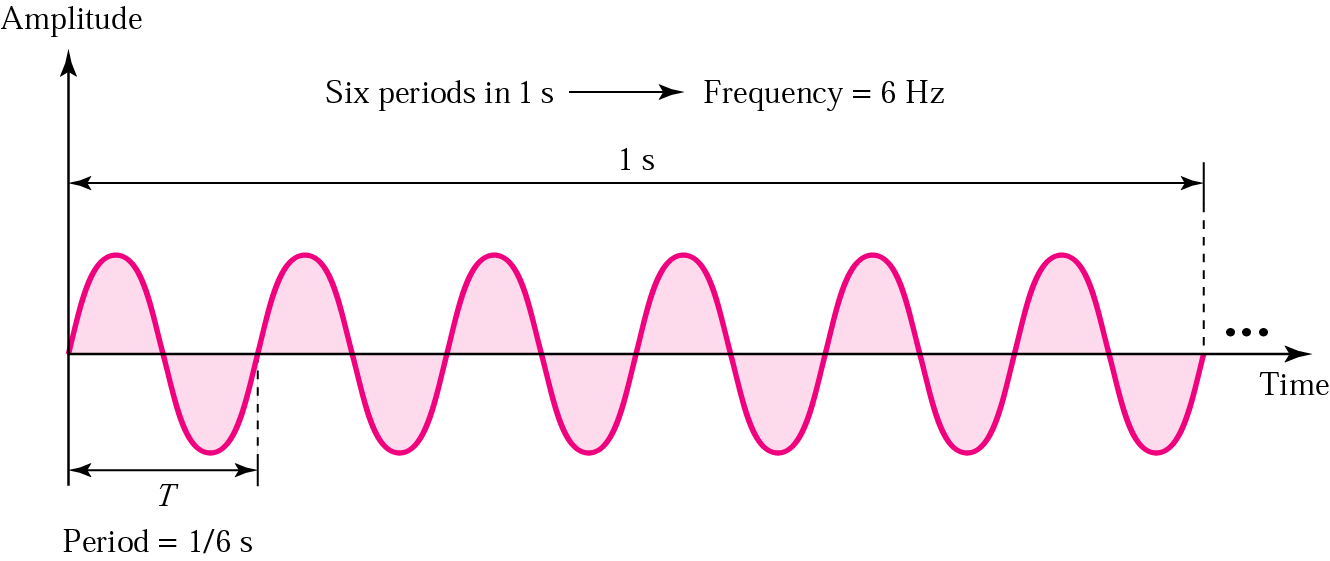 Amplitude
Six periods in 1 s Frequency = 6 Hz
1 s
Time
T
Period = 1/6 s